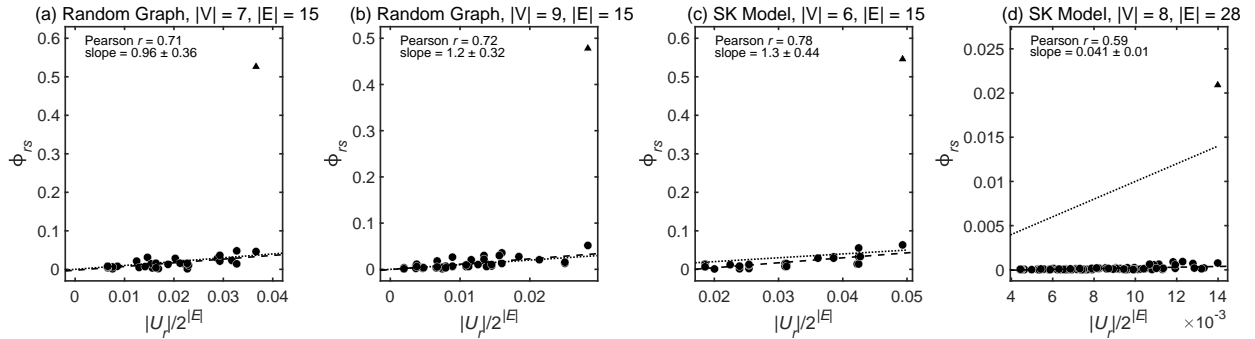 (a) Random Graph, |V| = 7, |E| = 15
Pearson r = 0.71
slope = 0.96 ± 0.36
0.6
0.5
0.4
0.3
0.2
0.1
0
ϕrs
0
0.01
0.02
0.03
0.04
|Ur|/2|E|
(b) Random Graph, |V| = 9, |E| = 15
Pearson r = 0.72
slope = 1.2 ± 0.32
0.5
0.4
0.3
0.2
0.1
0
ϕrs
0
0.01
0.02
|Ur|/2|E|
(c) SK Model, |V| = 6, |E| = 15
Pearson r = 0.78
slope = 1.3 ± 0.44
0.6
0.5
0.4
0.3
0.2
0.1
0
ϕrs
0.02
0.03
0.04
0.05
|Ur|/2|E|
(d) SK Model, |V| = 8, |E| = 28
Pearson r = 0.59
slope = 0.041 ± 0.01
0.025
0.02
0.015
0.01
0.005
0
ϕrs
4
6
8
10
12
14
×10-3
|Ur|/2|E|